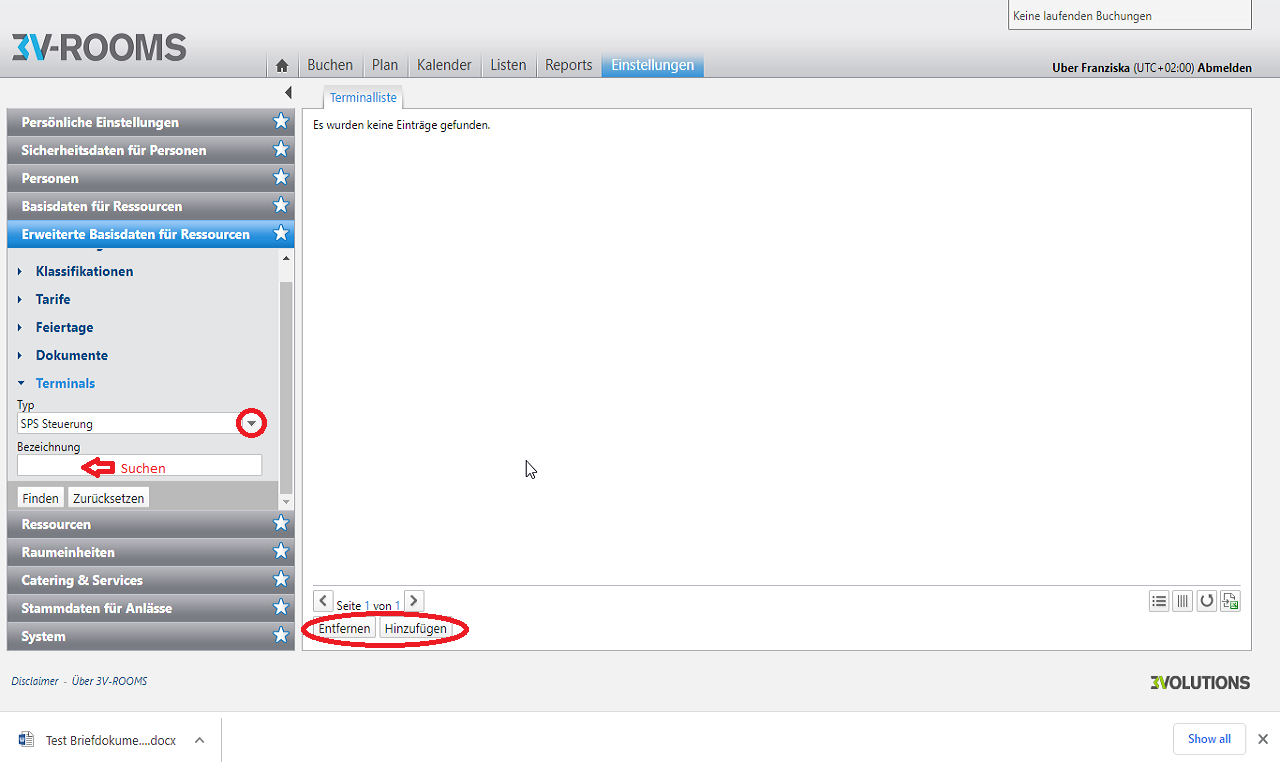 Keine laufenden Buchungen
3V-ROOMS
Buchen Plan Kalender Listen Reports Einstellungen
Uber Franziska (UTC+02:00) Abmelden
Persönliche Einstellungen
Sicherheitsdaten für Personen
Personen
Basisdaten für Ressourcen
Erweiterte Basisdaten für Ressourcen
Klassifikationen
Tarife
Feiertage
Dokumente
Terminals
Typ
SPS Steuerung
Bezeichnung
Suchen
Finden Zurücksetzen
Ressourcen
Raumeinheiten
Catering & Services
Stammdaten für Anlässe
System
Terminalliste
Es wurden keine Einträge gefunden.
Seite 1 von 1
Entfernen Hinzufügen
Disclaimer - Über 3V-ROOMS
3VOLUTIONS
Test Briefdokume....docx
Show all